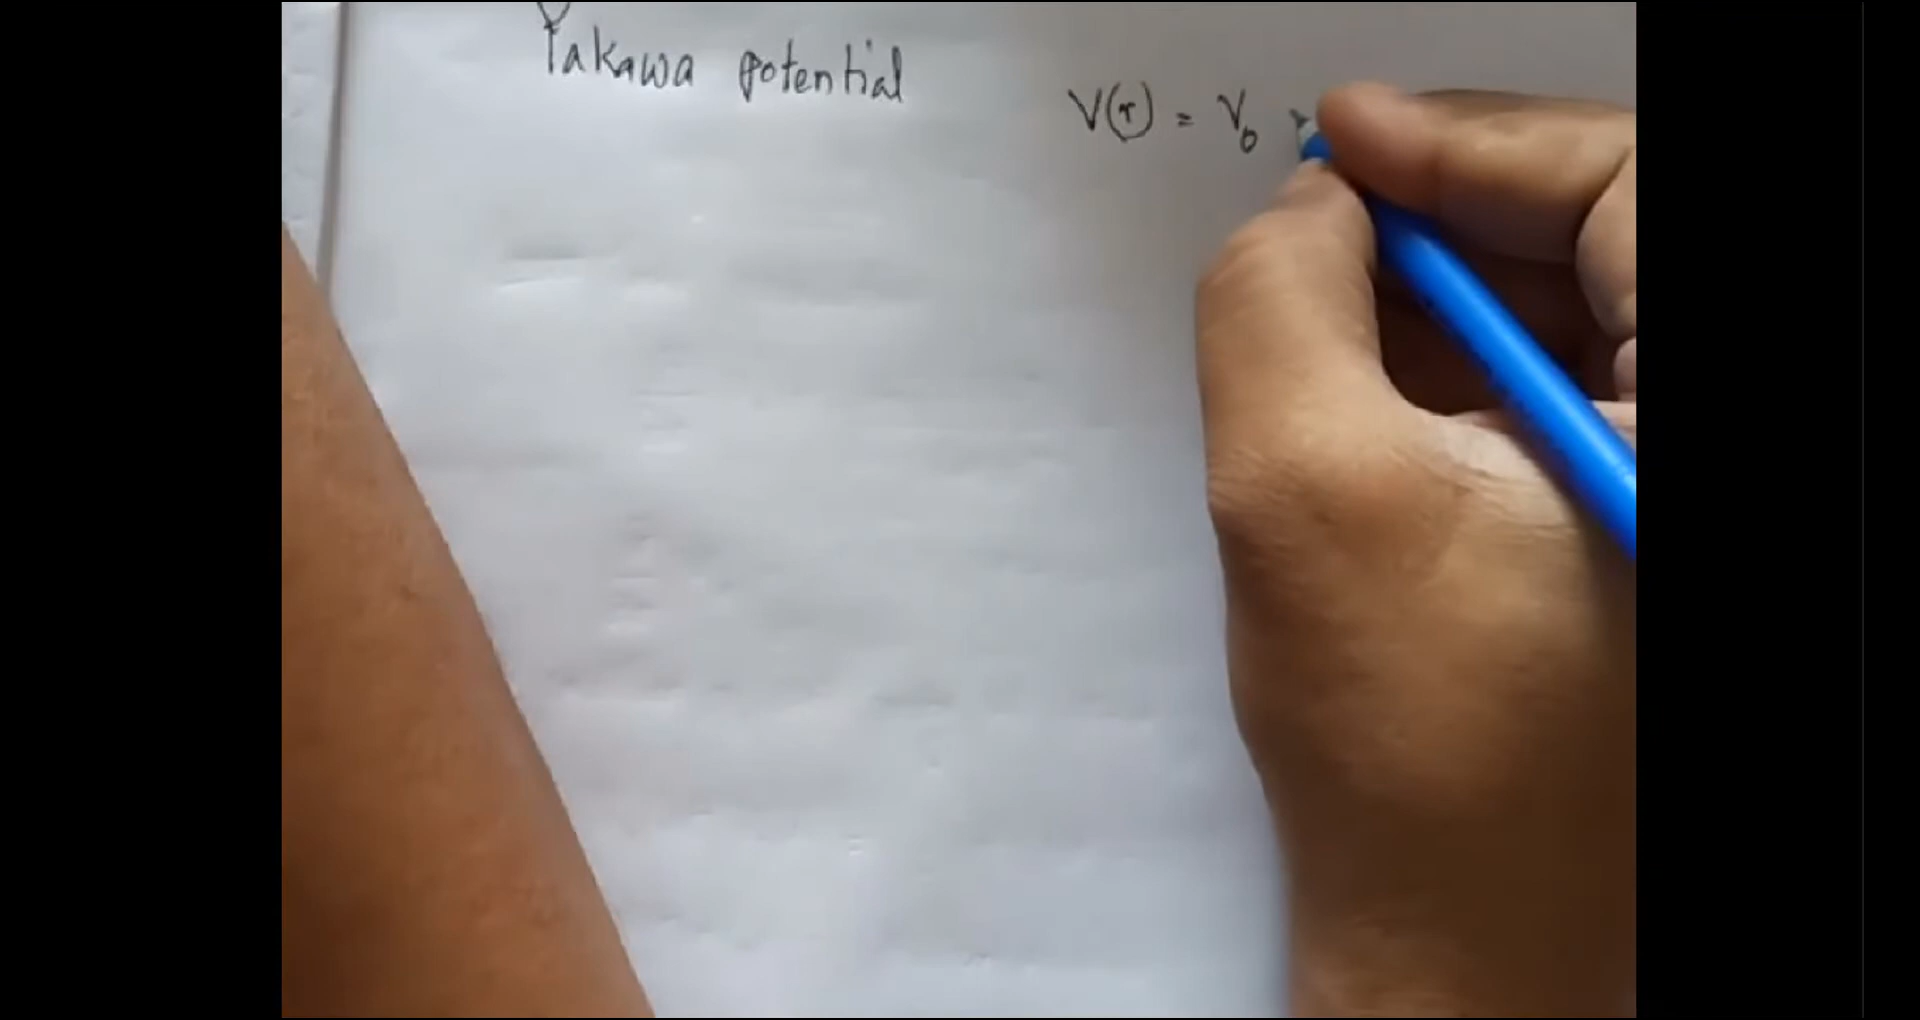 Yakawa potential
V(r) = V₀